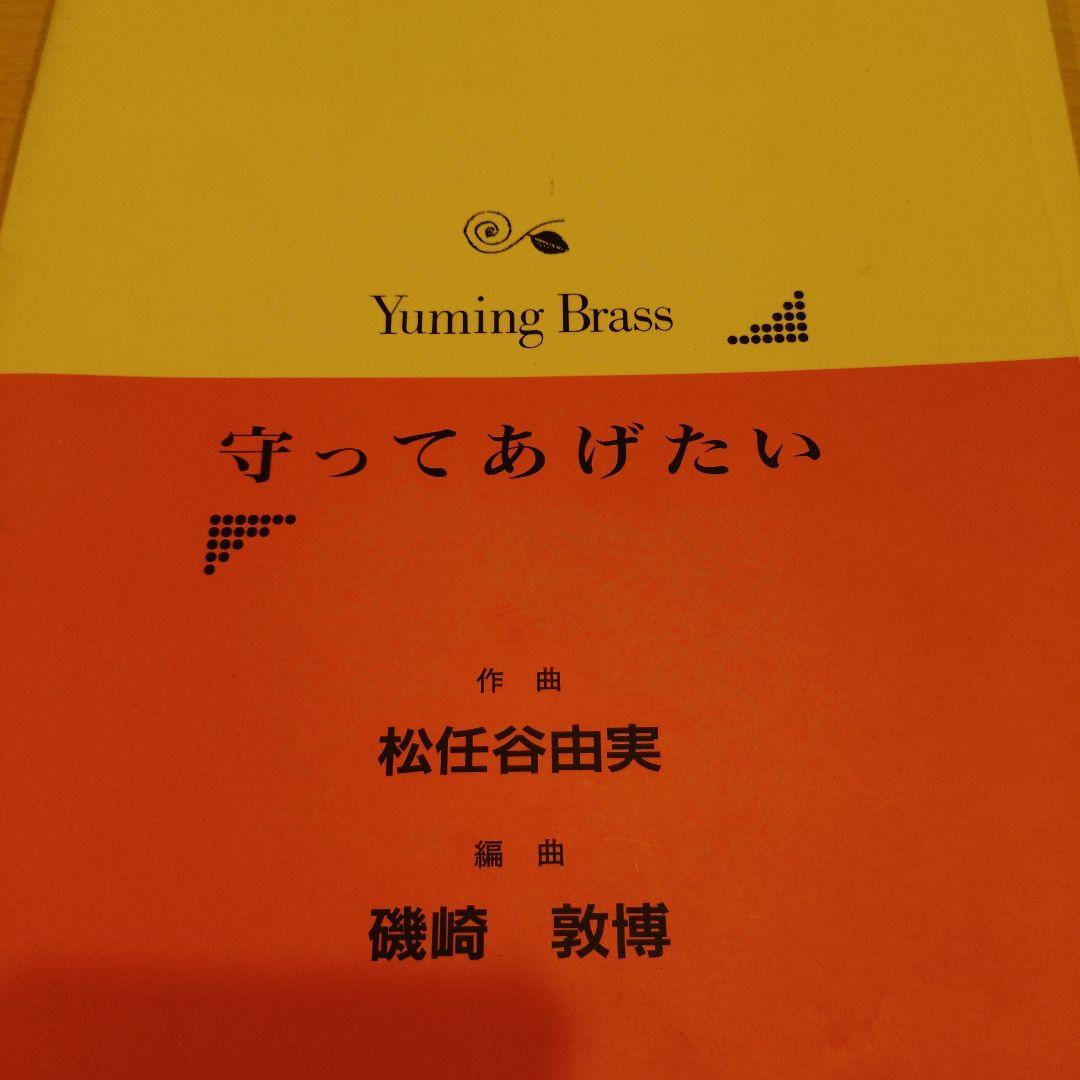 Yuming Brass
守ってあげたい
作 曲
松任谷由実
編 曲
磯崎 敦博